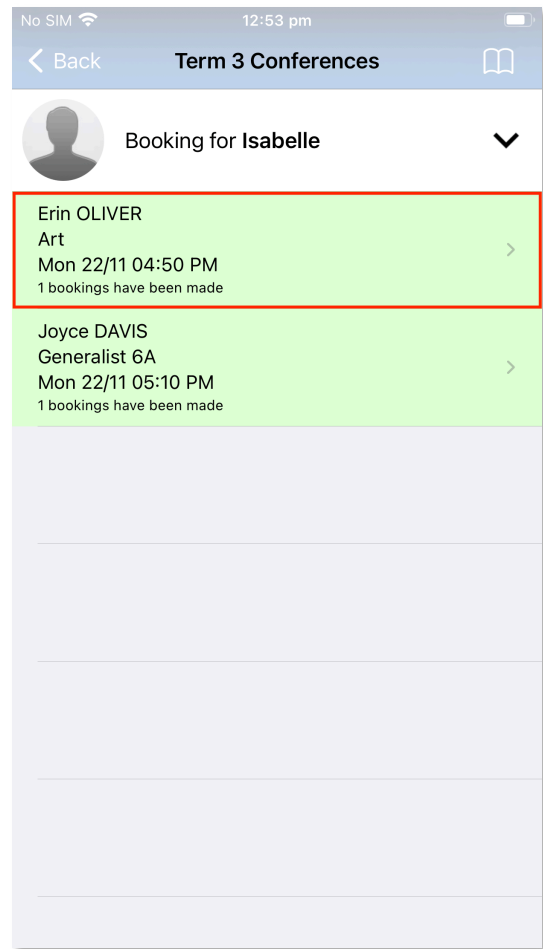 No SIM 12:53 pm
Back Term 3 Conferences
Booking for Isabelle
Erin OLIVER
Art
Mon 22/11 04:50 PM
1 bookings have been made
Joyce DAVIS
Generalist 6A
Mon 22/11 05:10 PM
1 bookings have been made